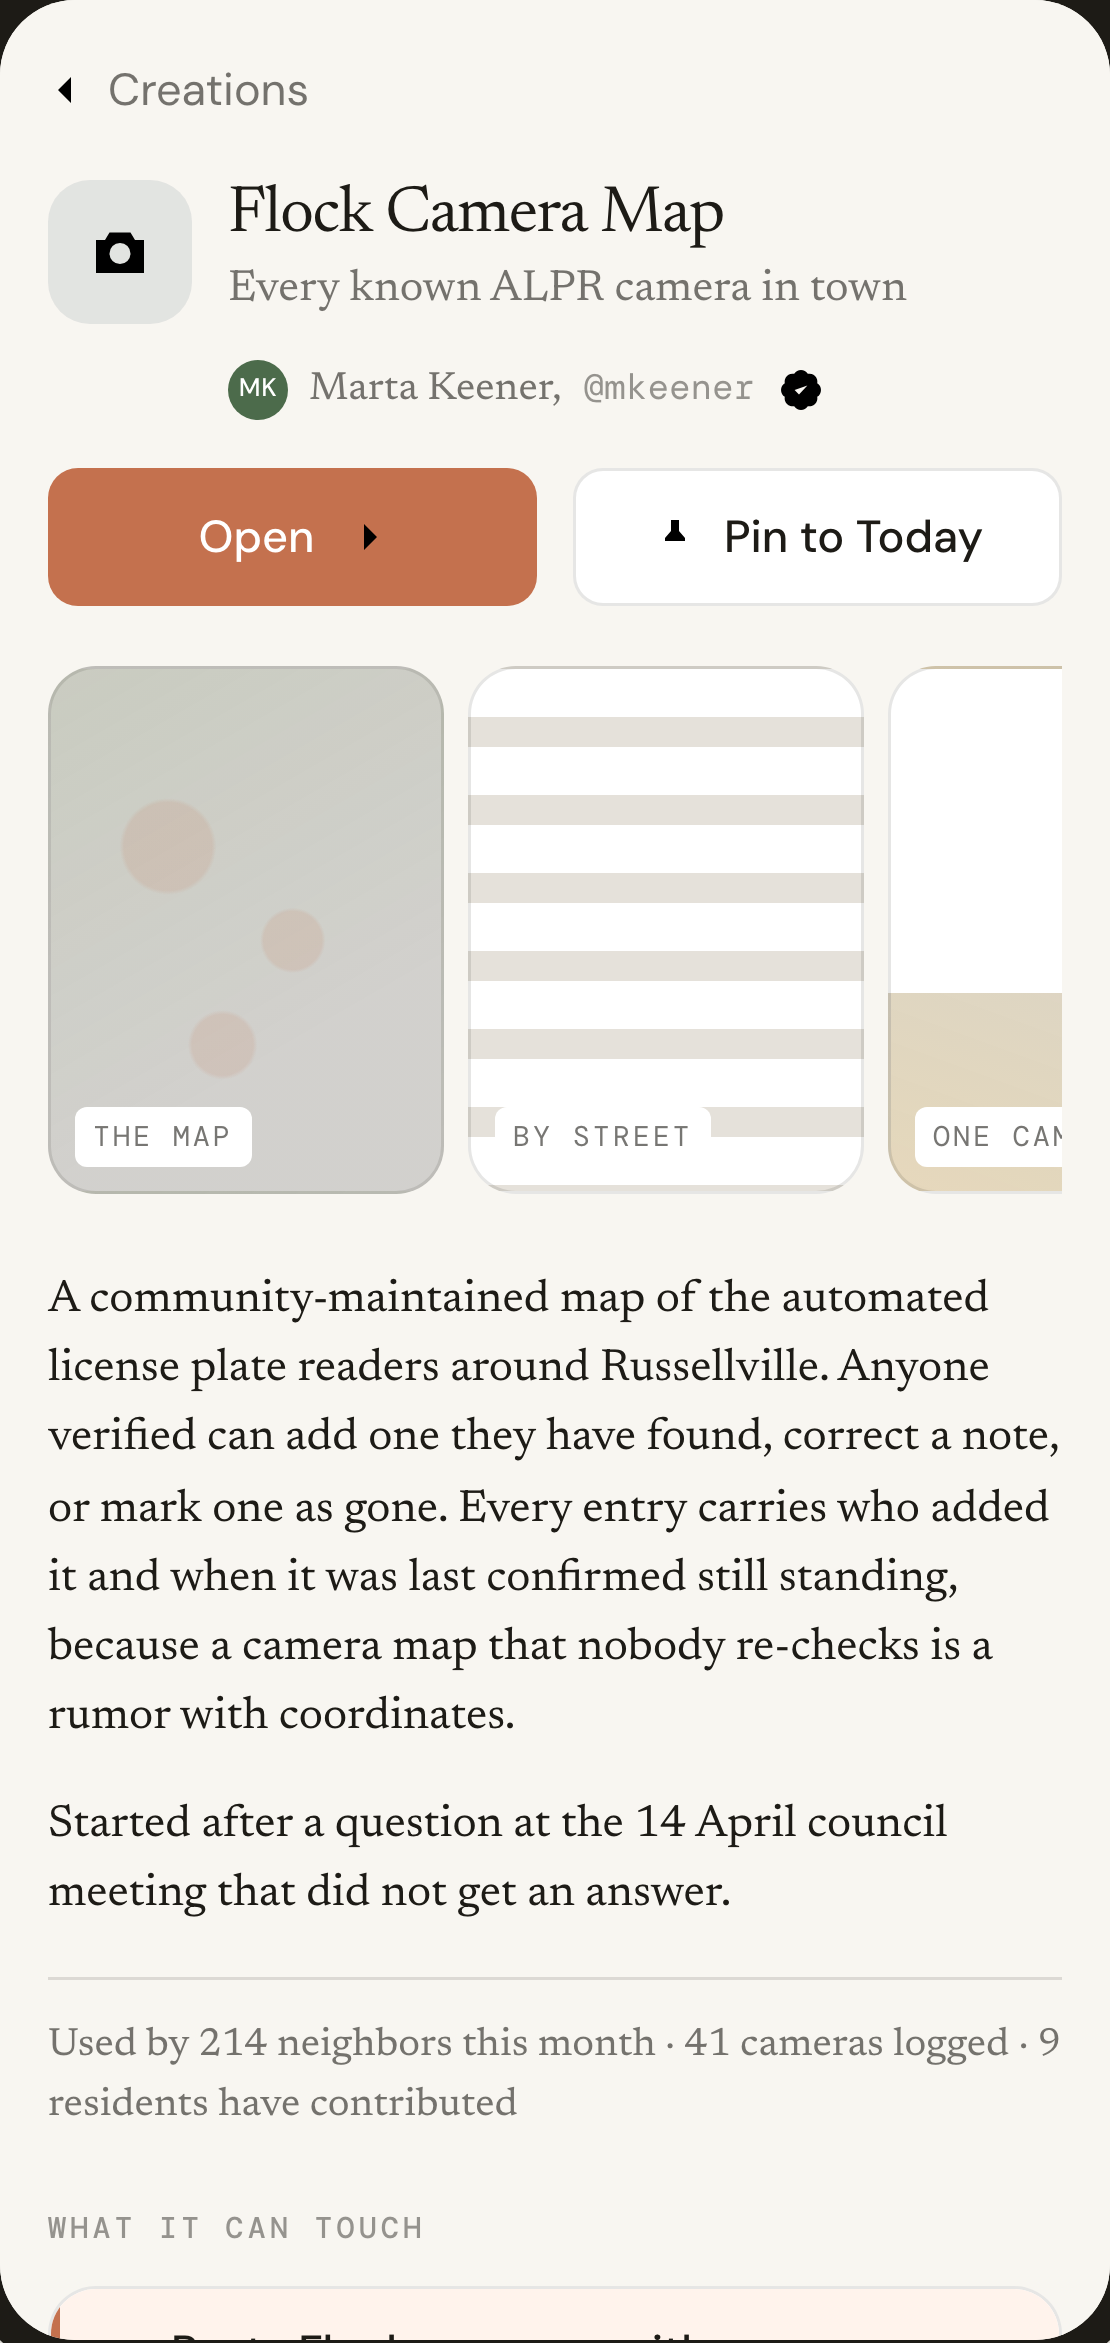 Creations
Flock Camera Map
Every known ALPR camera in town
MK Marta Keener, @mkeener
Open
Pin to Today
THE MAP
BY STREET
ONE CAM
A community-maintained map of the automated
license plate readers around Russellville. Anyone
verified can add one they have found, correct a note,
or mark one as gone. Every entry carries who added
it and when it was last confirmed still standing,
because a camera map that nobody re-checks is a
rumor with coordinates.
Started after a question at the 14 April council
meeting that did not get an answer.
Used by 214 neighbors this month · 41 cameras logged · 9
residents have contributed
WHAT IT CAN TOUCH